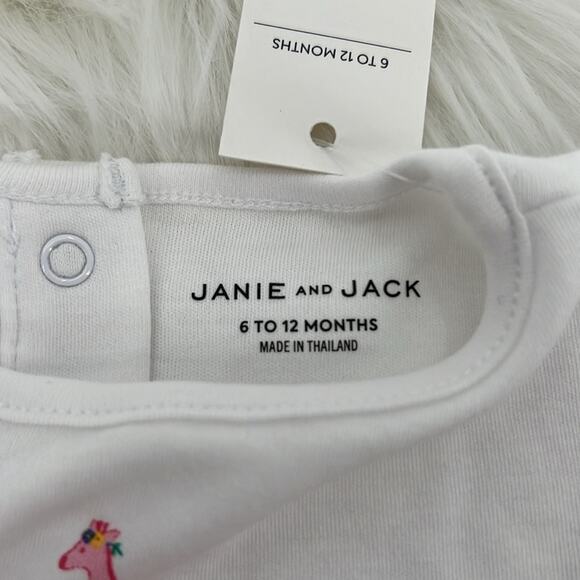 6 TO 12 MONTHS
JANIE AND JACK
6 TO 12 MONTHS
MADE IN THAILAND